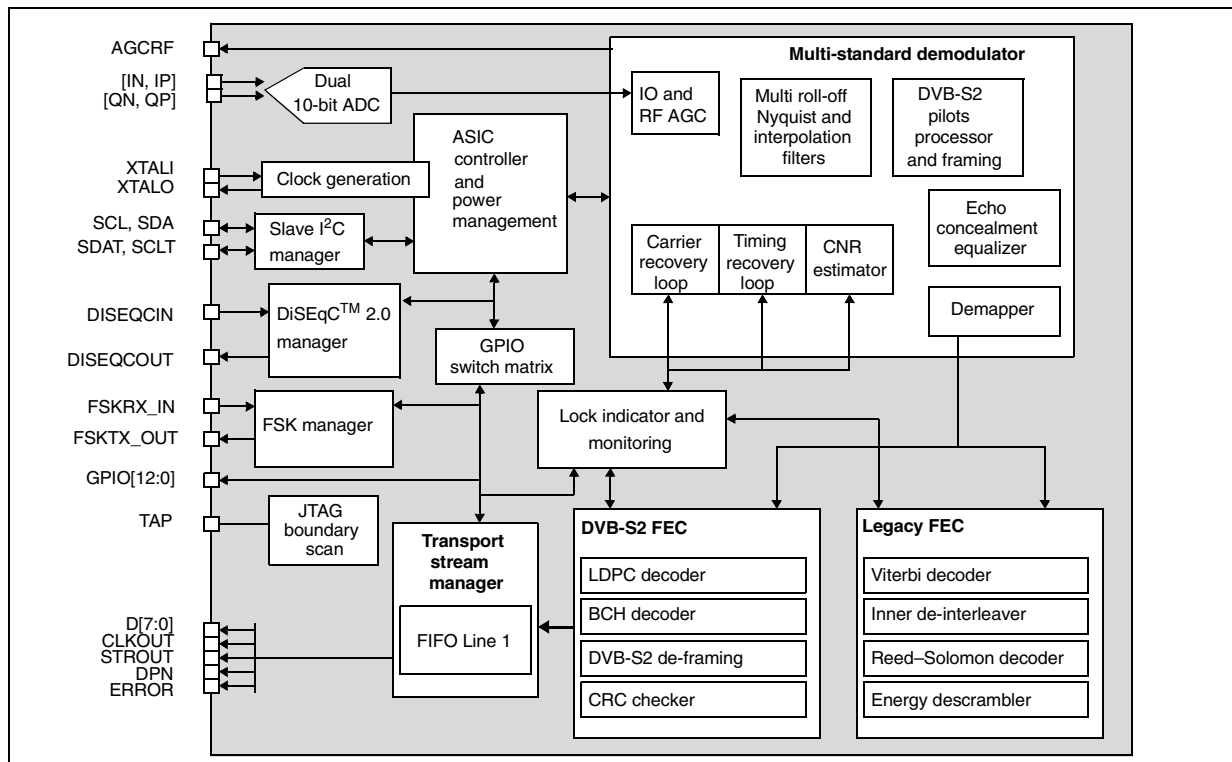 AGCRF
[IN, IP]
[QN, QP]
XTALI
XTALO
SCL, SDA
SDAT, SCLT
DISEQCIN
DISEQCOUT
FSKRX_IN
FSKTX_OUT
GPIO[12:0]
TAP
D[7:0]
CLKOUT
STROUT
DPN
ERROR
Dual
10-bit ADC
Clock generation
Slave I²C
manager
DiSEqC™ 2.0
manager
FSK manager
JTAG
boundary
scan
ASIC
controller
and
power
management
GPIO
switch matrix
Transport
stream
manager
FIFO Line 1
Multi-standard demodulator
IO and
RF AGC
Multi roll-off
Nyquist and
interpolation
filters
DVB-S2
pilots
processor
and framing
Echo
concealment
equalizer
Carrier
recovery
loop
Timing
recovery
loop
CNR
estimator
Demapper
Lock indicator and
monitoring
DVB-S2 FEC
LDPC decoder
BCH decoder
DVB-S2 de-framing
CRC checker
Legacy FEC
Viterbi decoder
Inner de-interleaver
Reed–Solomon decoder
Energy descrambler